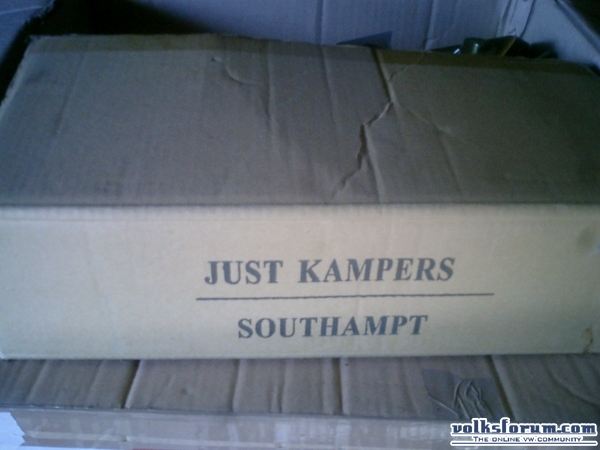 JUST KAMPERS
SOUTHAMPT
volksforum.com
THE ONLINE VW COMMUNITY